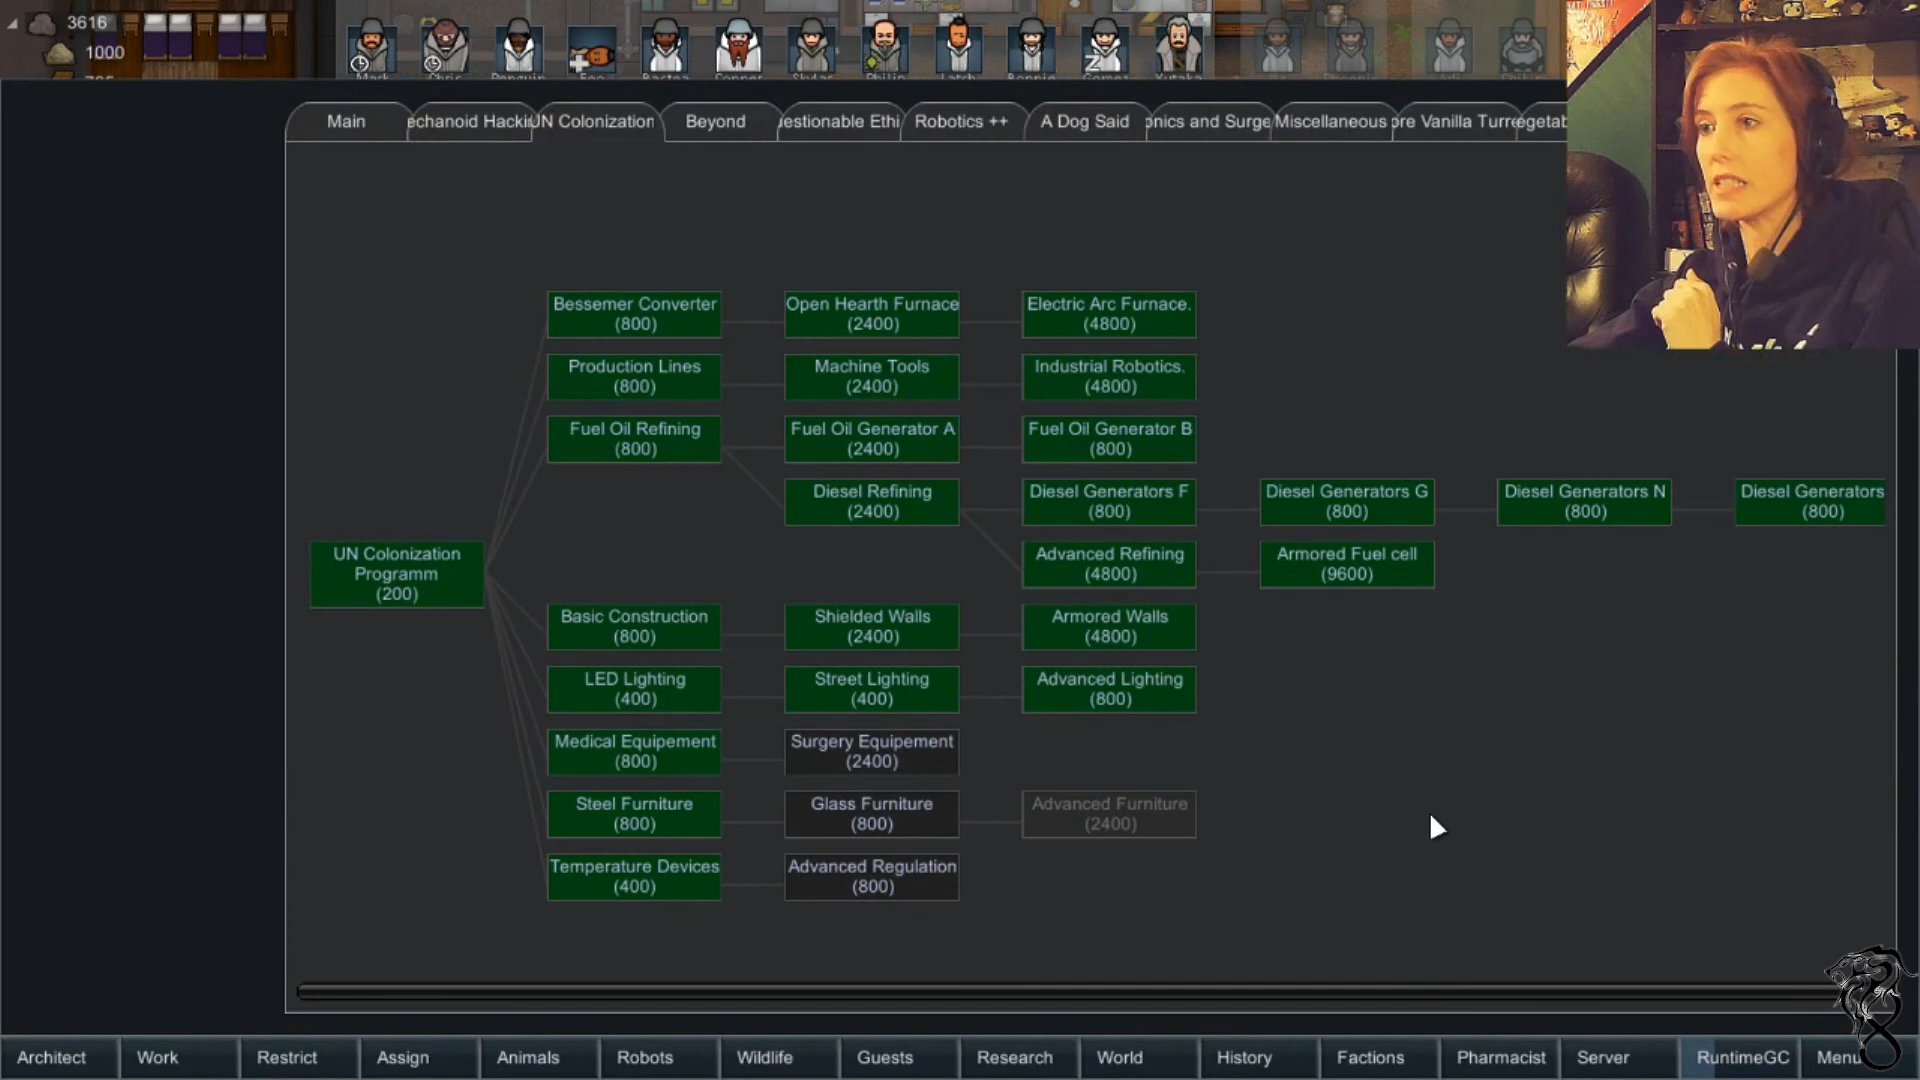 3616
1000
Main
echanoid Hackin
UN Colonization
Beyond
estionable Ethi
Robotics ++
A Dog Said
onics and Surge
Miscellaneous
ore Vanilla Turre
egetab
Bessemer Converter
(800)
Open Hearth Furnace
(2400)
Electric Arc Furnace.
(4800)
Production Lines
(800)
Machine Tools
(2400)
Industrial Robotics.
(4800)
Fuel Oil Refining
(800)
Fuel Oil Generator A
(2400)
Fuel Oil Generator B
(800)
Diesel Refining
(2400)
Diesel Generators F
(800)
Diesel Generators G
(800)
Diesel Generators N
(800)
Diesel Generators
(800)
UN Colonization
Programm
(200)
Advanced Refining
(4800)
Armored Fuel cell
(9600)
Basic Construction
(800)
Shielded Walls
(2400)
Armored Walls
(4800)
LED Lighting
(400)
Street Lighting
(400)
Advanced Lighting
(800)
Medical Equipement
(800)
Surgery Equipement
(2400)
Steel Furniture
(800)
Glass Furniture
(800)
Advanced Furniture
(2400)
Temperature Devices
(400)
Advanced Regulation
(800)
Architect
Work
Restrict
Assign
Animals
Robots
Wildlife
Guests
Research
World
History
Factions
Pharmacist
Server
RuntimeGC
Menu